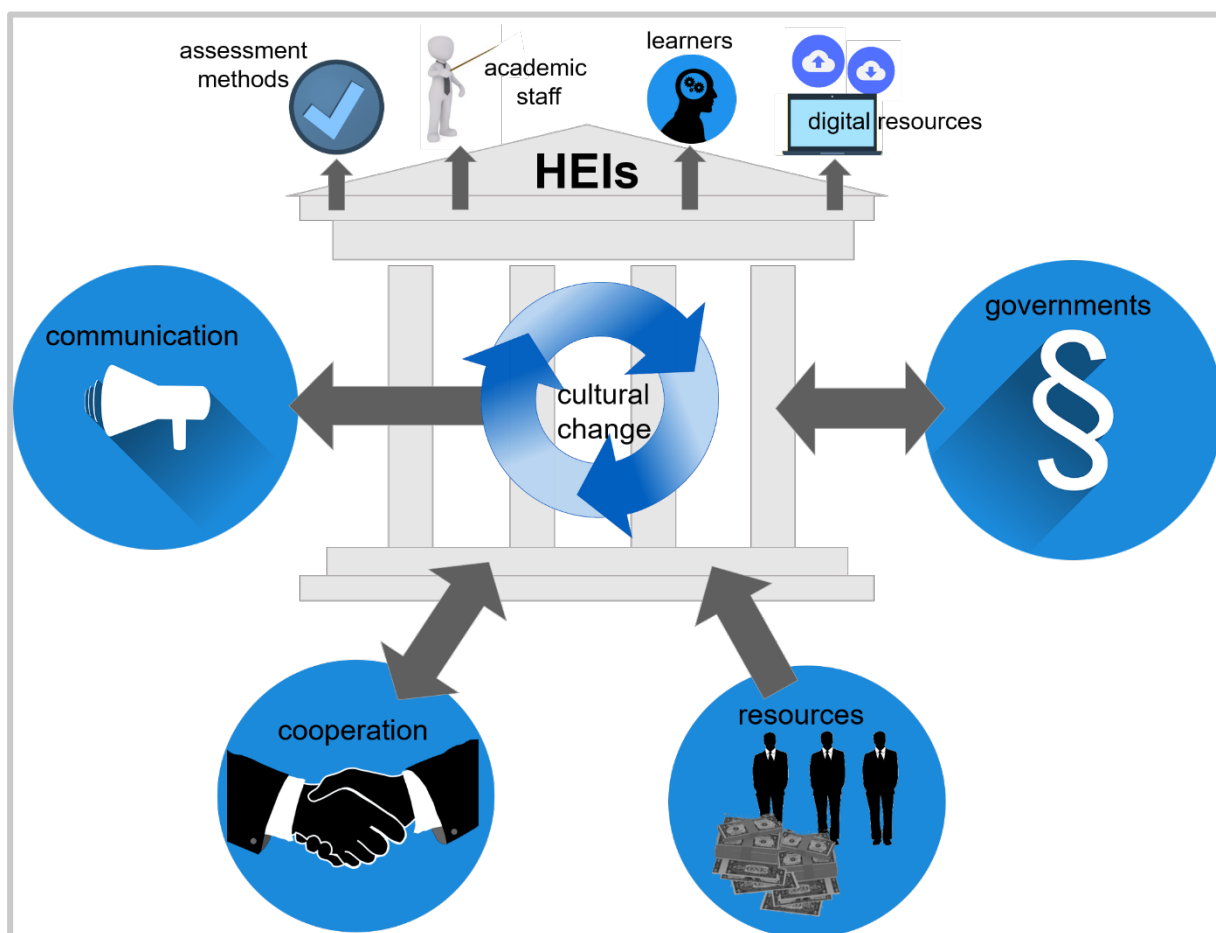 assessment
methods
academic
staff
learners
digital resources
HEIs
communication
governments
§
cultural
change
cooperation
resources